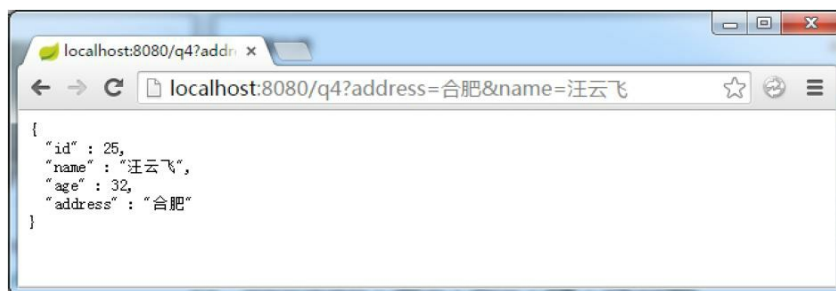 localhost:8080/q4?addr
localhost:8080/q4?address=合肥&name=汪云飞
{
  "id" : 25,
  "name" : "汪云飞",
  "age" : 32,
  "address" : "合肥"
}